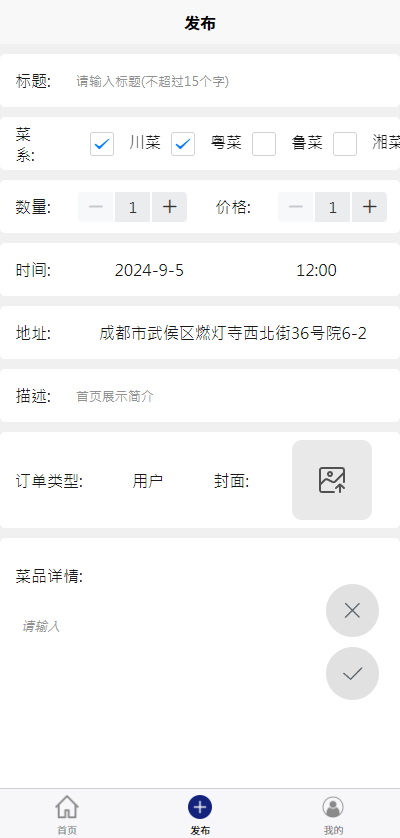 发布
标题: 请输入标题(不超过15个字)
菜系: 川菜 粤菜 鲁菜 湘菜
数量: 1 价格: 1
时间: 2024-9-5 12:00
地址: 成都市武侯区燃灯寺西北街36号院6-2
描述: 首页展示简介
订单类型: 用户 封面:
菜品详情:
请输入
首页 发布 我的